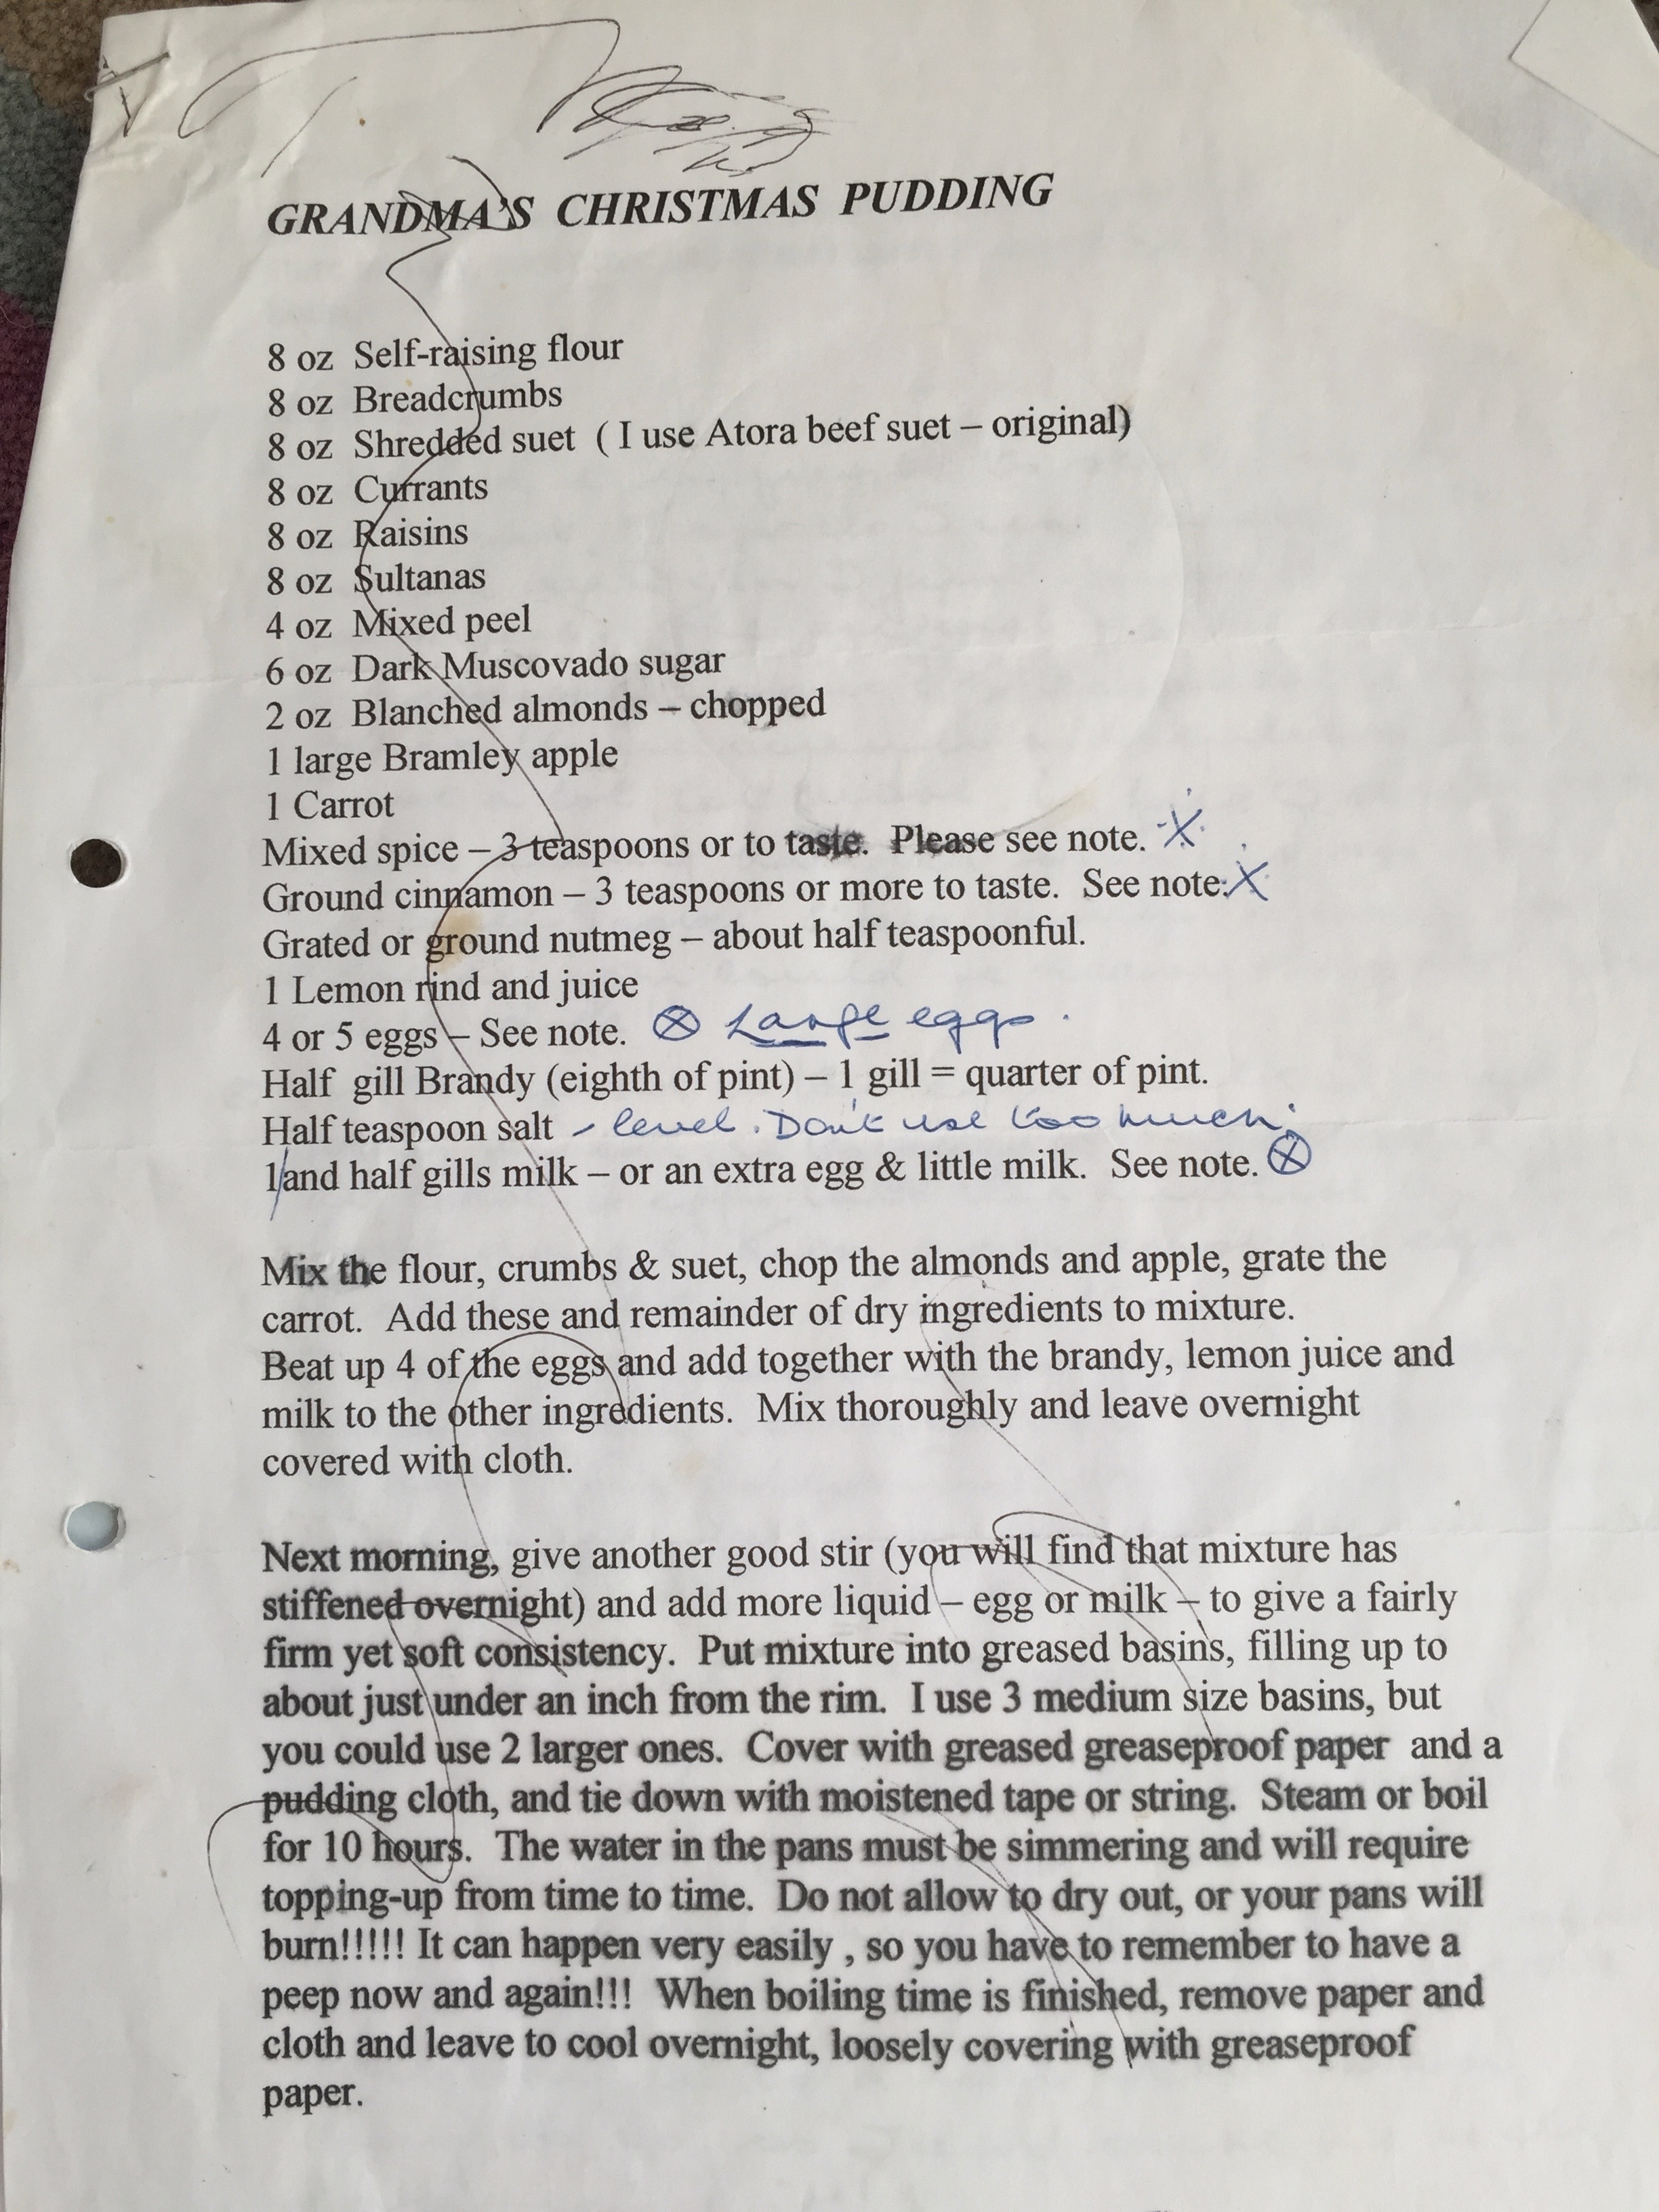 GRANDMA'S CHRISTMAS PUDDING
8 oz Self-raising flour
8 oz Breadcrumbs
8 oz Shredded suet ( I use Atora beef suet – original)
8 oz Currants
8 oz Raisins
8 oz Sultanas
4 oz Mixed peel
6 oz Dark Muscovado sugar
2 oz Blanched almonds – chopped
1 large Bramley apple
1 Carrot
Mixed spice – 3 teaspoons or to taste. Please see note. X
Ground cinnamon – 3 teaspoons or more to taste. See note. X
Grated or ground nutmeg – about half teaspoonful.
1 Lemon rind and juice
4 or 5 eggs – See note. ⊗ Large eggs.
Half gill Brandy (eighth of pint) – 1 gill = quarter of pint.
Half teaspoon salt - level. Don't use too much.
1/and half gills milk – or an extra egg & little milk. See note. ⊗
Mix the flour, crumbs & suet, chop the almonds and apple, grate the
carrot. Add these and remainder of dry ingredients to mixture.
Beat up 4 of the eggs and add together with the brandy, lemon juice and
milk to the other ingredients. Mix thoroughly and leave overnight
covered with cloth.
Next morning, give another good stir (you will find that mixture has
stiffened overnight) and add more liquid – egg or milk – to give a fairly
firm yet soft consistency. Put mixture into greased basins, filling up to
about just under an inch from the rim. I use 3 medium size basins, but
you could use 2 larger ones. Cover with greased greaseproof paper and a
pudding cloth, and tie down with moistened tape or string. Steam or boil
for 10 hours. The water in the pans must be simmering and will require
topping-up from time to time. Do not allow to dry out, or your pans will
burn!!!!! It can happen very easily , so you have to remember to have a
peep now and again!!! When boiling time is finished, remove paper and
cloth and leave to cool overnight, loosely covering with greaseproof
paper.